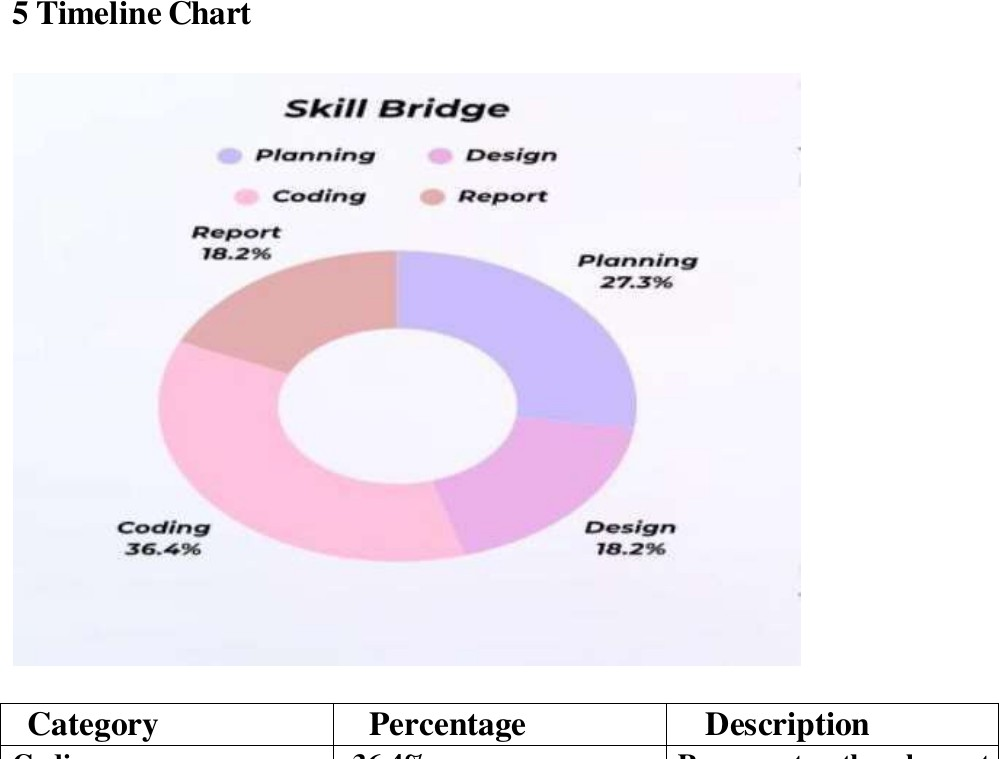 5 Timeline Chart
Skill Bridge
Planning Design
Coding Report
Report
18.2%
Planning
27.3%
Coding
36.4%
Design
18.2%
Category Percentage Description